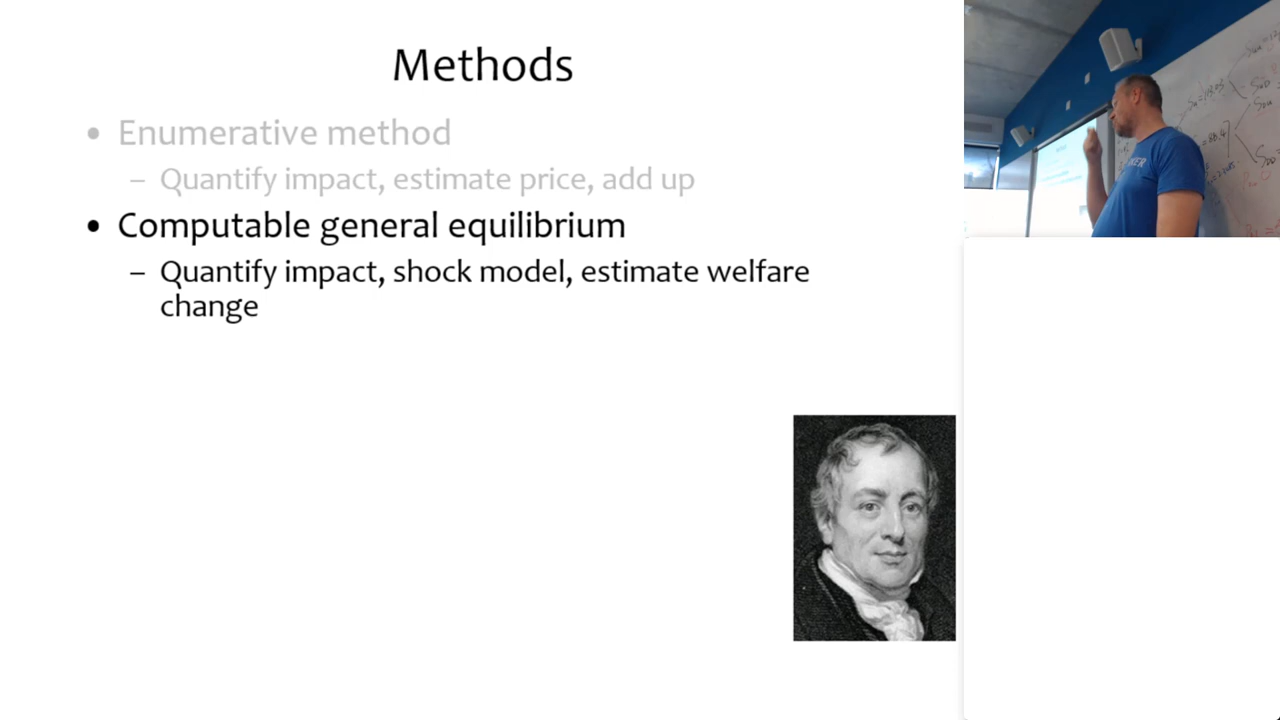 Methods
• Enumerative method
– Quantify impact, estimate price, add up
• Computable general equilibrium
– Quantify impact, shock model, estimate welfare
change